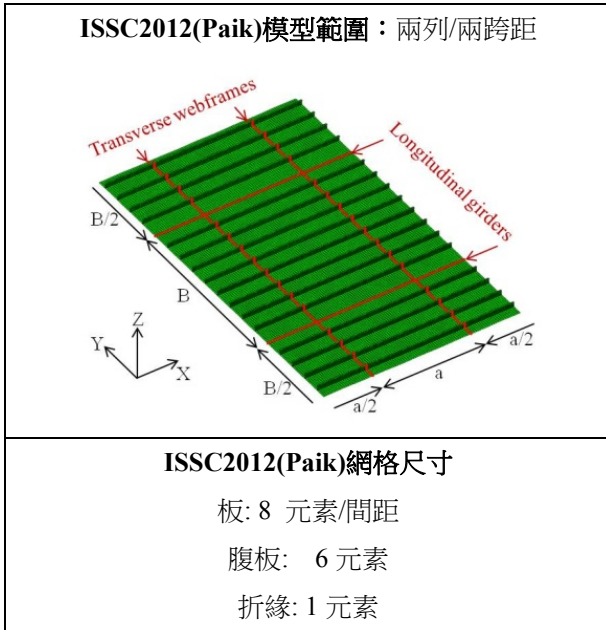 ISSC2012(Paik)模型範圍：兩列/兩跨距
Transverse webframes
Longitudinal girders
B/2
B
B/2
Z
Y
X
a/2
a
a/2
ISSC2012(Paik)網格尺寸
板: 8 元素/間距
腹板: 6 元素
折緣: 1 元素